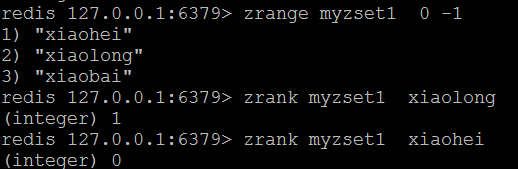 redis 127.0.0.1:6379> zrange myzset1  0 -1
1) "xiaohei"
2) "xiaolong"
3) "xiaobai"
redis 127.0.0.1:6379> zrank myzset1  xiaolong
(integer) 1
redis 127.0.0.1:6379> zrank myzset1  xiaohei
(integer) 0